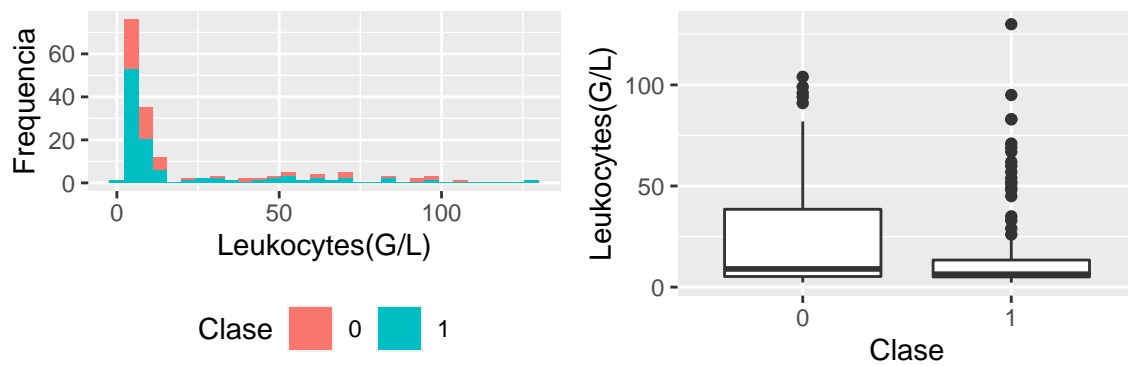 Frequencia
60
40
20
0
0 50 100
Leukocytes(G/L)
Clase 0 1
Leukocytes(G/L)
100
50
0
0 1
Clase